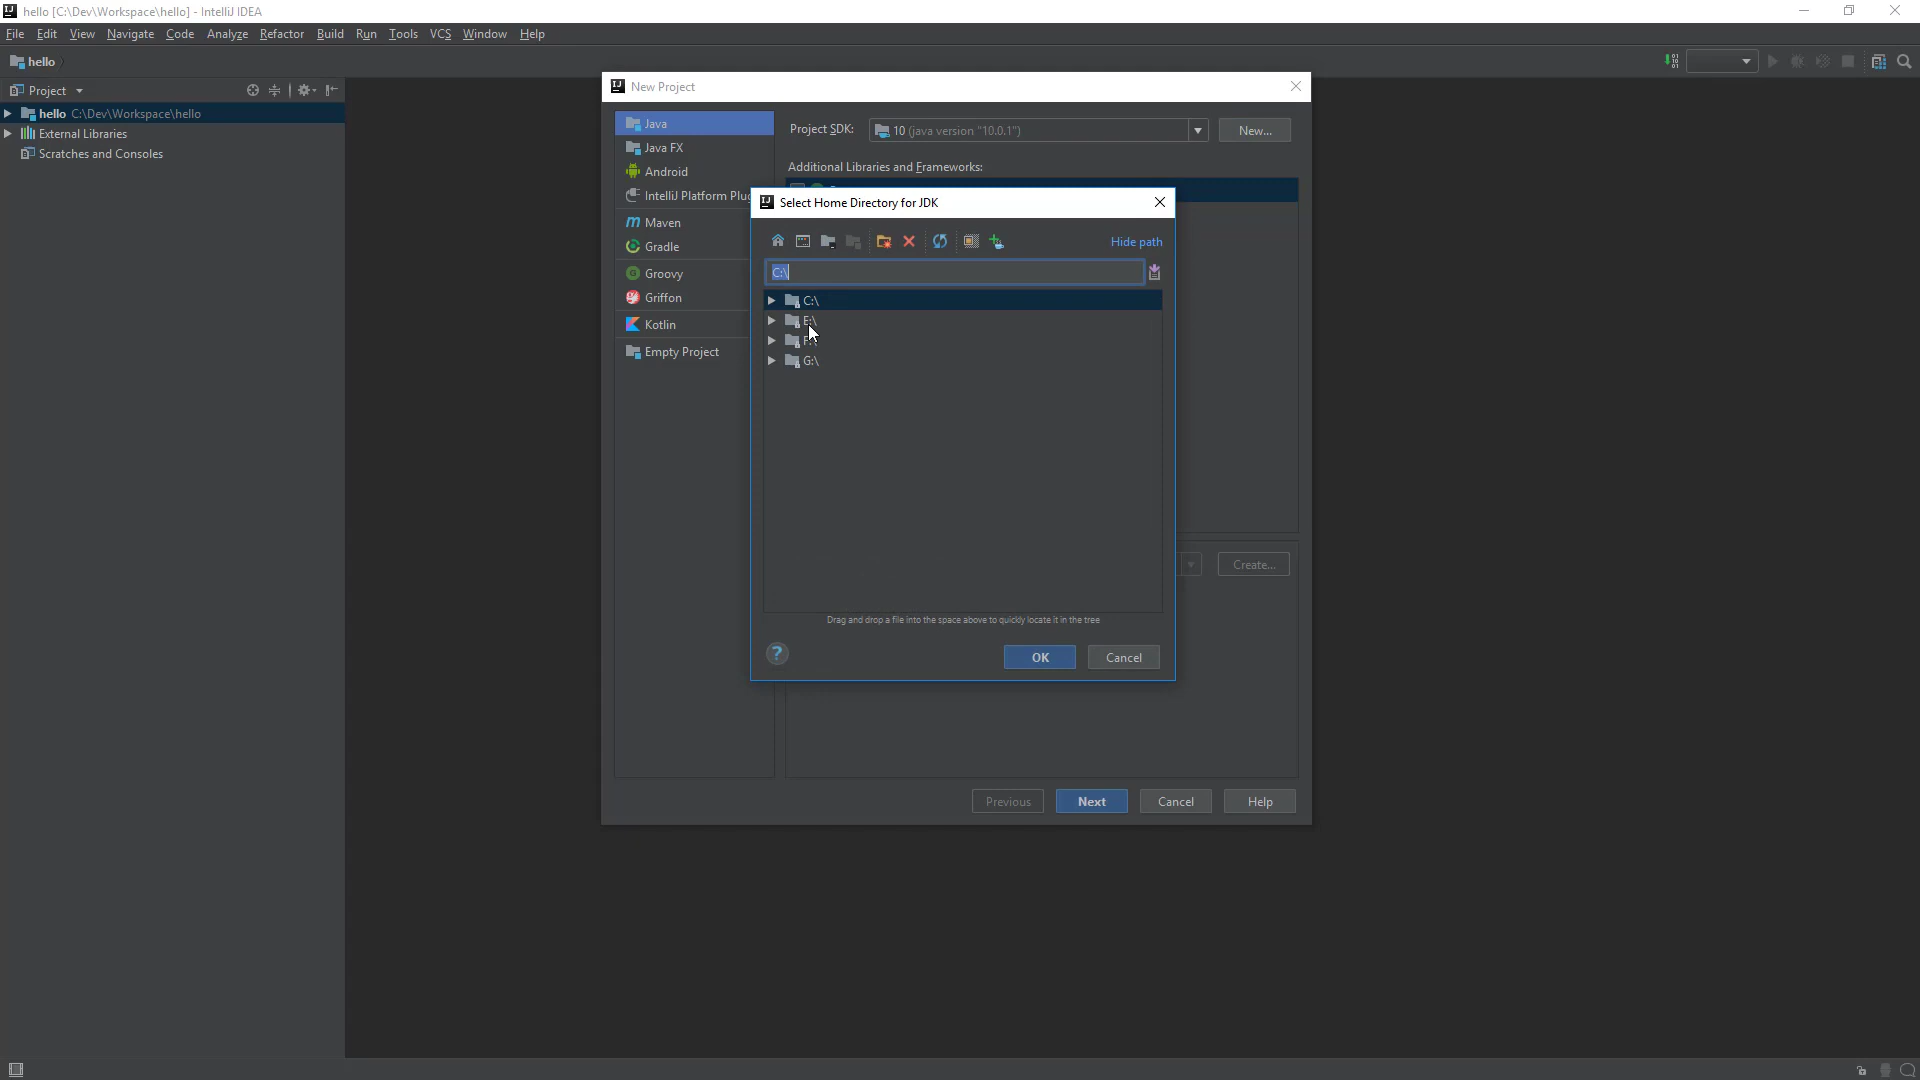 hello [C:\Dev\Workspace\hello] - IntelliJ IDEA
File Edit View Navigate Code Analyze Refactor Build Run Tools VCS Window Help
hello
Project
hello C:\Dev\Workspace\hello
External Libraries
Scratches and Consoles
New Project
Java
Java FX
Android
IntelliJ Platform
Maven
Gradle
Groovy
Griffon
Kotlin
Empty Project
Project SDK: 10 (java version "10.0.1") New...
Additional Libraries and Frameworks:
Select Home Directory for JDK
Hide path
C:\
C:\
E:\
F:\
G:\
Drag and drop a file into the space above to quickly locate it in the tree
? OK Cancel
Create...
Previous Next Cancel Help